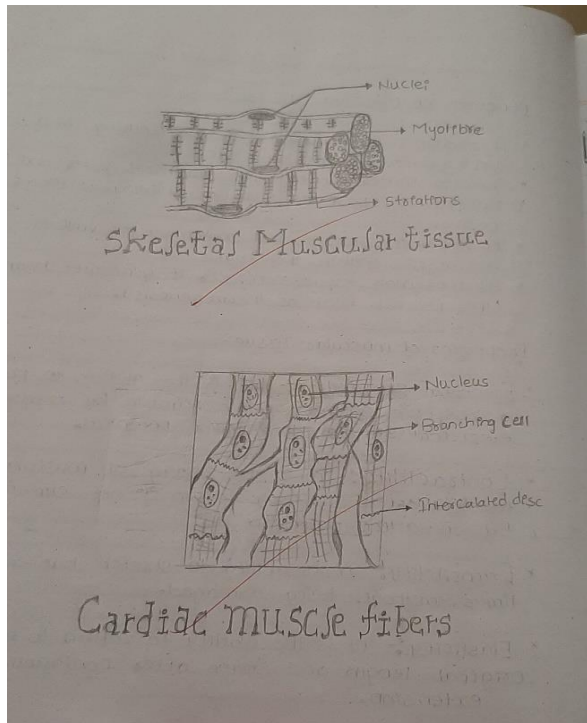 Nuclei
Myofibre
Striations
Skeletal Muscular tissue
Nucleus
Branching Cell
Intercalated desc
Cardiac muscle fibers